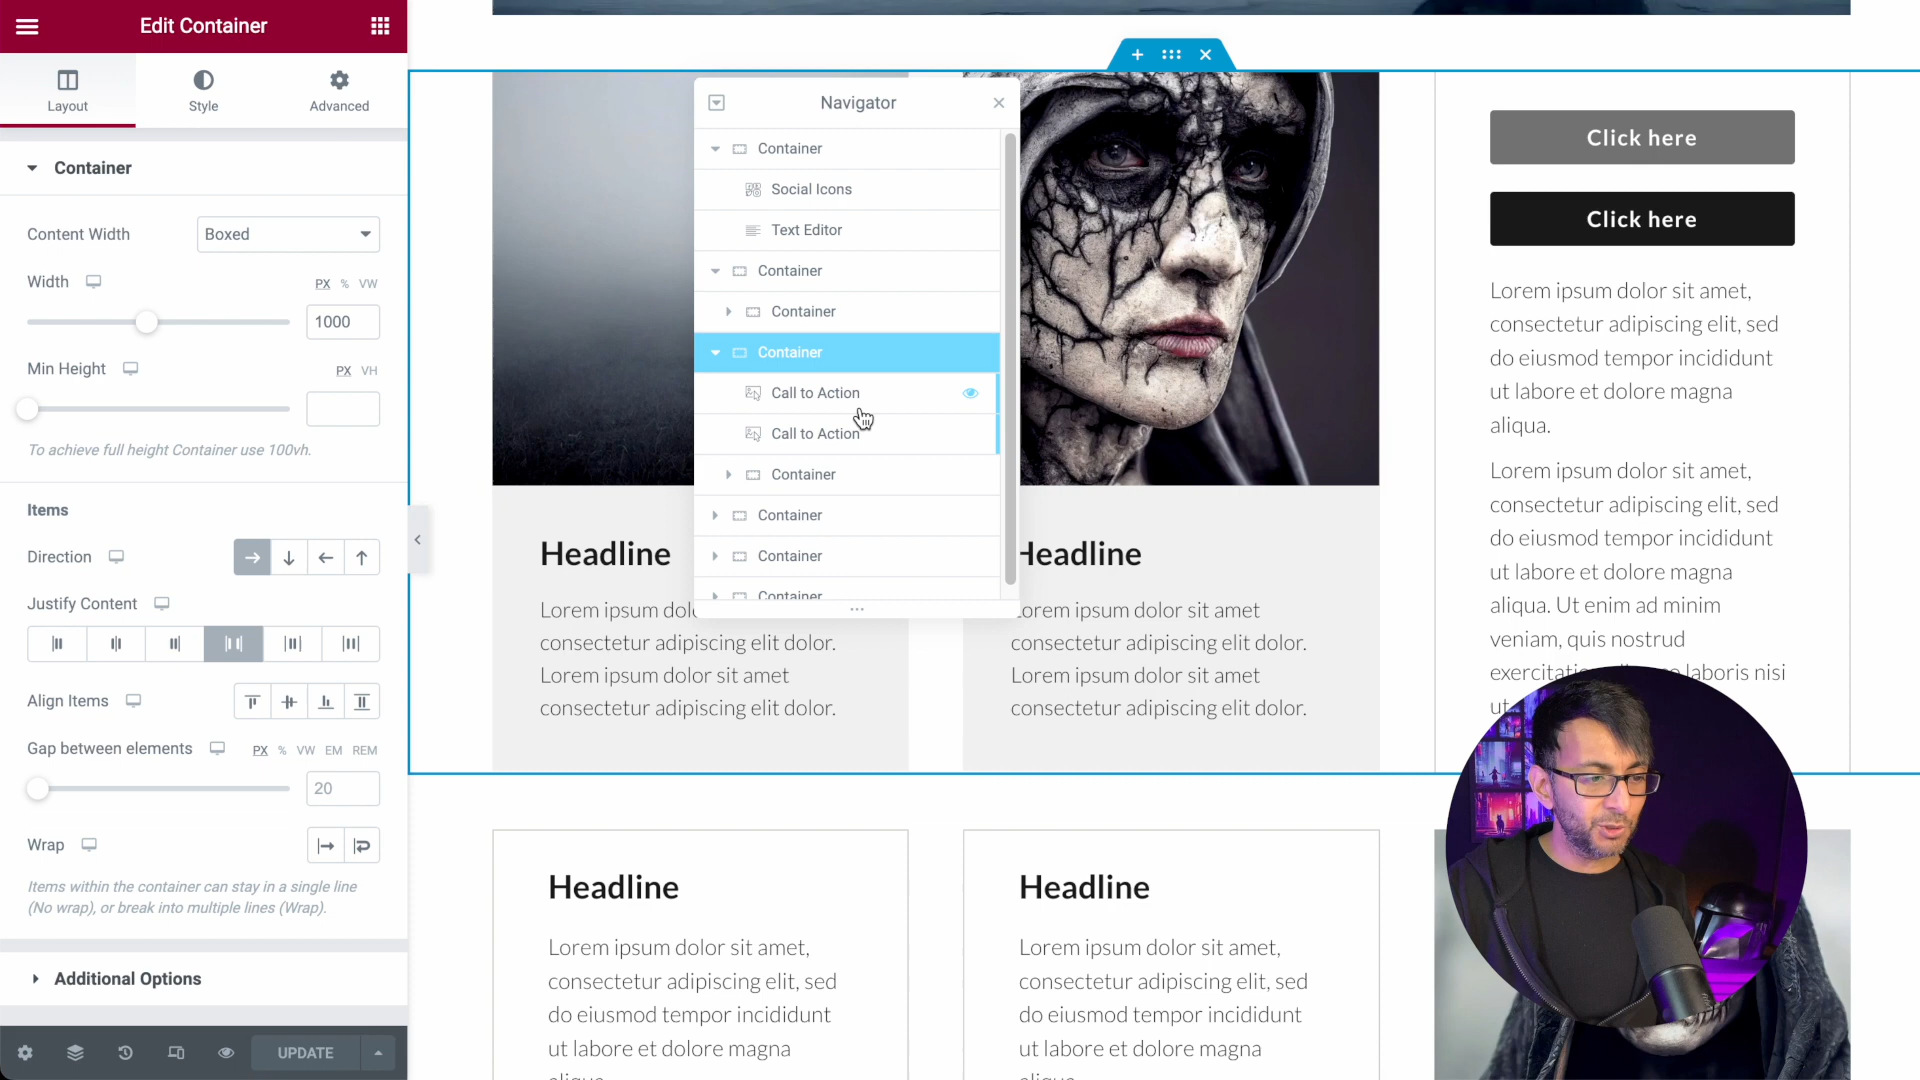 Edit Container
Layout
Style
Advanced
Container
Content Width
Boxed
Width
PX % VW
1000
Min Height
PX VH
To achieve full height Container use 100vh.
Items
Direction
Justify Content
Align Items
Gap between elements
PX % VW EM REM
20
Wrap
Items within the container can stay in a single line
(No wrap), or break into multiple lines (Wrap).
Additional Options
UPDATE
Navigator
Container
Social Icons
Text Editor
Container
Container
Container
Call to Action
Call to Action
Container
Container
Container
Container
Headline
Lorem ipsum
consectetur adipiscing elit dolor.
Lorem ipsum dolor sit amet
consectetur adipiscing elit dolor.
Headline
Lorem ipsum dolor sit amet
consectetur adipiscing elit dolor.
Lorem ipsum dolor sit amet
consectetur adipiscing elit dolor.
Click here
Click here
Lorem ipsum dolor sit amet,
consectetur adipiscing elit, sed
do eiusmod tempor incididunt
ut labore et dolore magna
aliqua.
Lorem ipsum dolor sit amet,
consectetur adipiscing elit, sed
do eiusmod tempor incididunt
ut labore et dolore magna
aliqua. Ut enim ad minim
veniam, quis nostrud
laboris nisi
ut
Headline
Lorem ipsum dolor sit amet,
consectetur adipiscing elit, sed
do eiusmod tempor incididunt
ut labore et dolore magna
Headline
Lorem ipsum dolor sit amet,
consectetur adipiscing elit, sed
do eiusmod tempor incididunt
ut labore et dolore magna